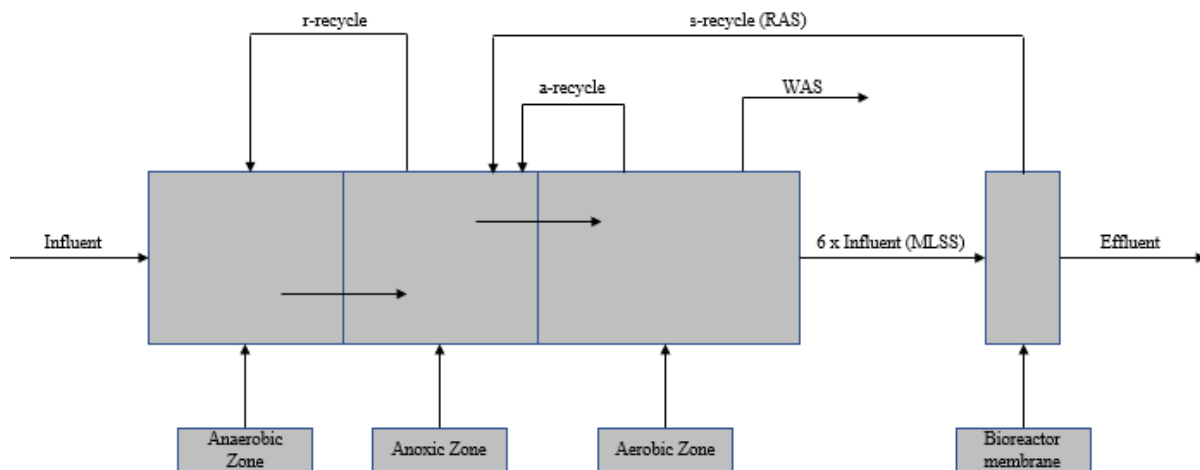 r-recycle
s-recycle (RAS)
a-recycle
WAS
Influent
6 x Influent (MLSS)
Effluent
Anaerobic
Zone
Anoxic Zone
Aerobic Zone
Bioreactor
membrane